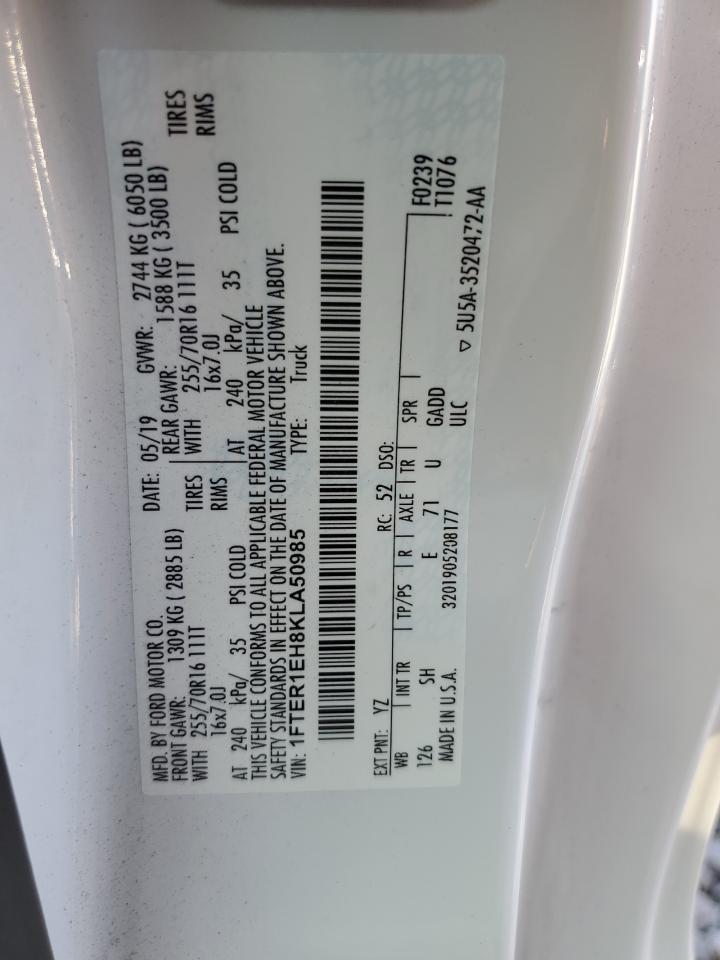 MFD. BY FORD MOTOR CO.
DATE: 05/19 GVWR: 2744 KG ( 6050 LB)
FRONT GAWR: 1309 KG ( 2885 LB)
REAR GAWR: 1588 KG ( 3500 LB)
WITH 255/70R16 111T TIRES
WITH 255/70R16 111T TIRES
16x7.0J RIMS
16x7.0J RIMS
AT 240 kPa/ 35 PSI COLD
AT 240 kPa/ 35 PSI COLD
THIS VEHICLE CONFORMS TO ALL APPLICABLE FEDERAL MOTOR VEHICLE
SAFETY STANDARDS IN EFFECT ON THE DATE OF MANUFACTURE SHOWN ABOVE.
VIN: 1FTER1EH8KLA50985 TYPE: Truck
EXT PNT: YZ RC: 52 DSO:
WB INT TR TP/PS R AXLE TR SPR F0239
126 SH E 71 U GADD T1076
MADE IN U.S.A. 3201905208177 ULC
▽ 5U5A-3520472-AA